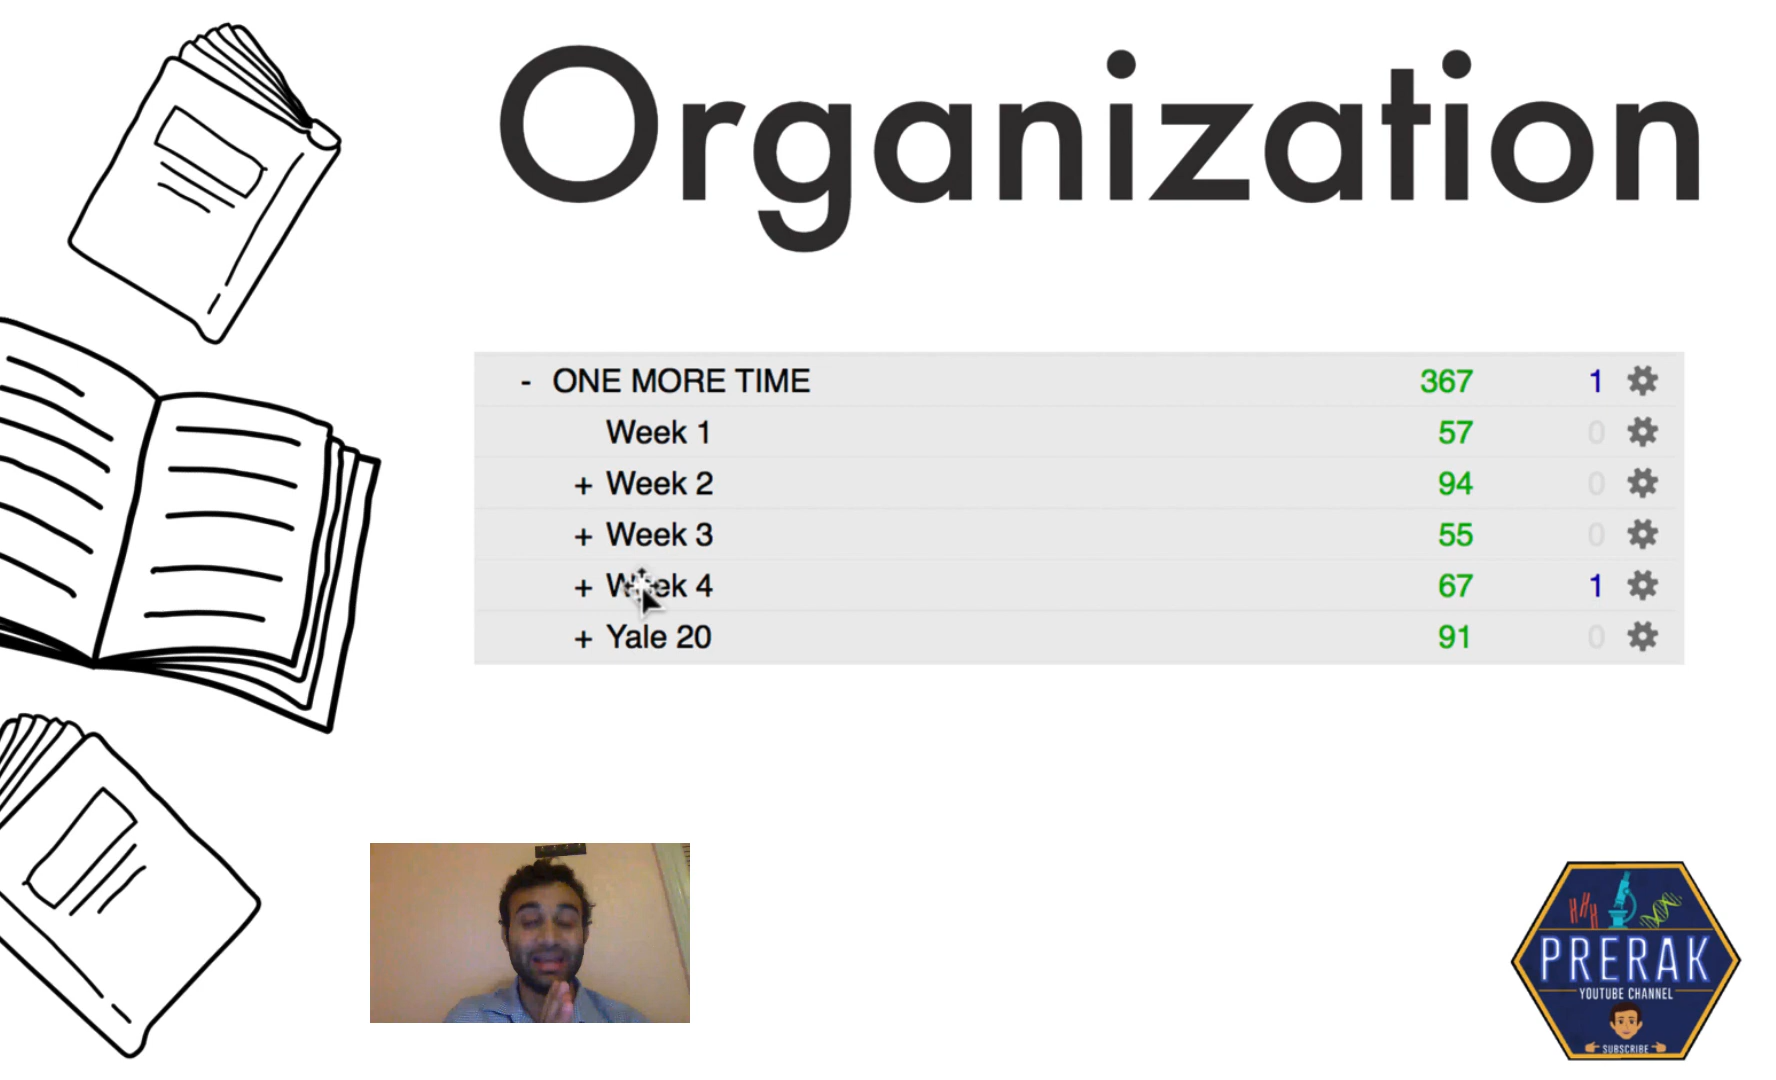 Organization
- ONE MORE TIME 367 1
Week 1 57 0
+ Week 2 94 0
+ Week 3 55 0
+ Week 4 67 1
+ Yale 20 91 0
PRERAK
YOUTUBE CHANNEL
SUBSCRIBE